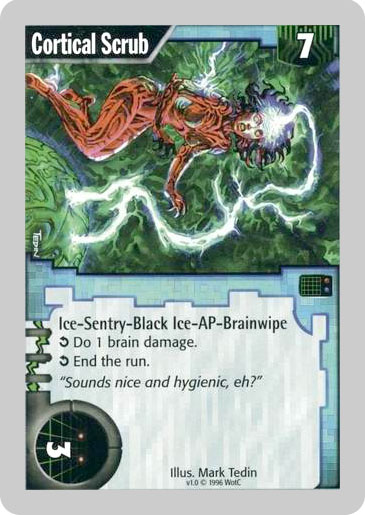 Cortical Scrub
7
TEDIN
Ice-Sentry-Black Ice-AP-Brainwipe
Do 1 brain damage.
End the run.
“Sounds nice and hygienic, eh?”
3
Illus. Mark Tedin
v1.0 © 1996 WotC